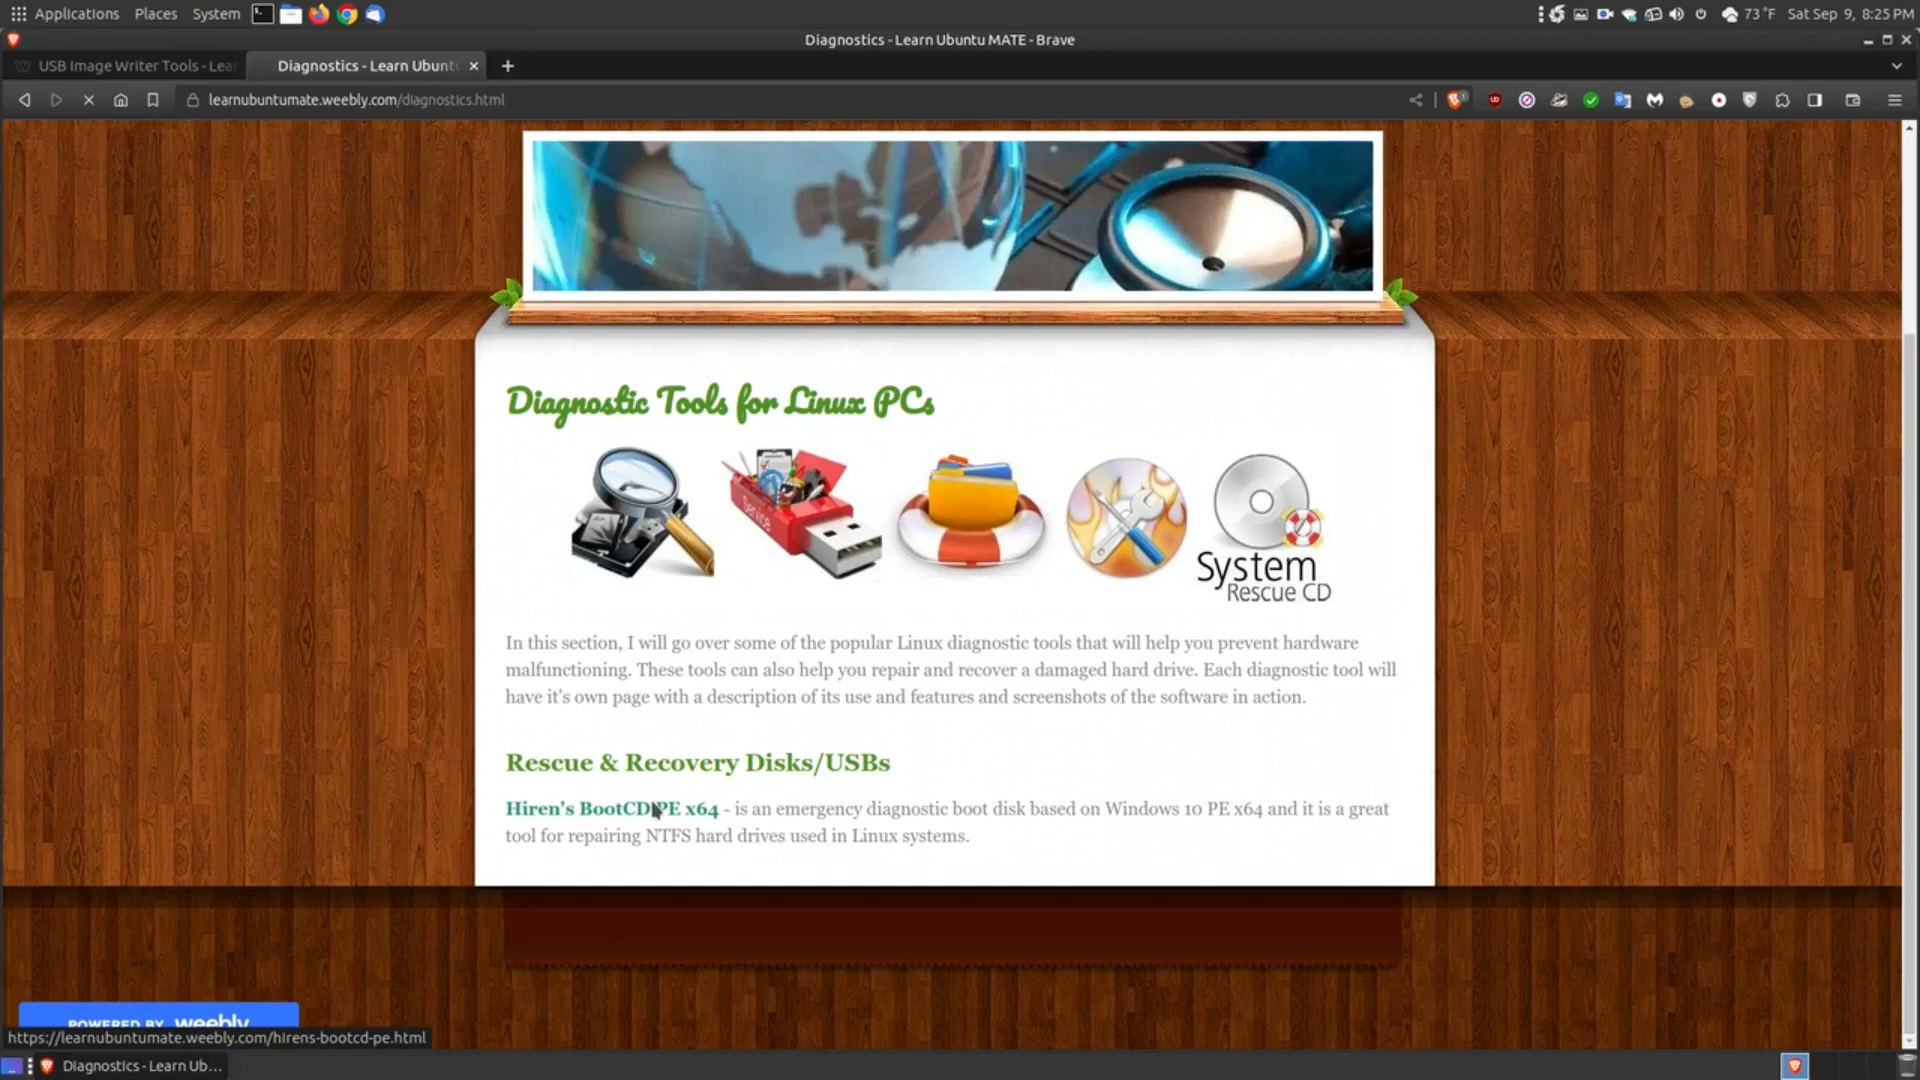 Applications Places System 73 °F Sat Sep 9, 8:25 PM
Diagnostics - Learn Ubuntu MATE - Brave
USB Image Writer Tools - Lear
Diagnostics - Learn Ubunt
learnubuntumate.weebly.com/diagnostics.html
Service
System
Rescue CD
Diagnostic Tools for Linux PCs
In this section, I will go over some of the popular Linux diagnostic tools that will help you prevent hardware
malfunctioning. These tools can also help you repair and recover a damaged hard drive. Each diagnostic tool will
have it's own page with a description of its use and features and screenshots of the software in action.
Rescue & Recovery Disks/USBs
Hiren's BootCD PE x64 - is an emergency diagnostic boot disk based on Windows 10 PE x64 and it is a great
tool for repairing NTFS hard drives used in Linux systems.
POWERED BY weebly
https://learnubuntumate.weebly.com/hirens-bootcd-pe.html
Diagnostics - Learn Ub...